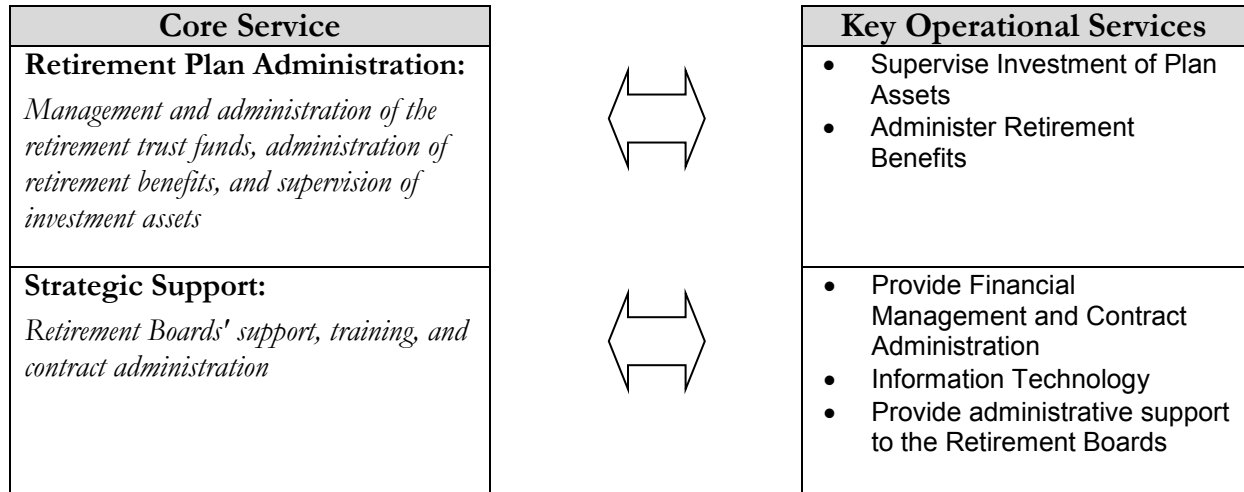 Core Service
Retirement Plan Administration:
Management and administration of the
retirement trust funds, administration of
retirement benefits, and supervision of
investment assets
Key Operational Services
• Supervise Investment of Plan
Assets
• Administer Retirement
Benefits
Strategic Support:
Retirement Boards' support, training, and
contract administration
• Provide Financial
Management and Contract
Administration
• Information Technology
• Provide administrative support
to the Retirement Boards